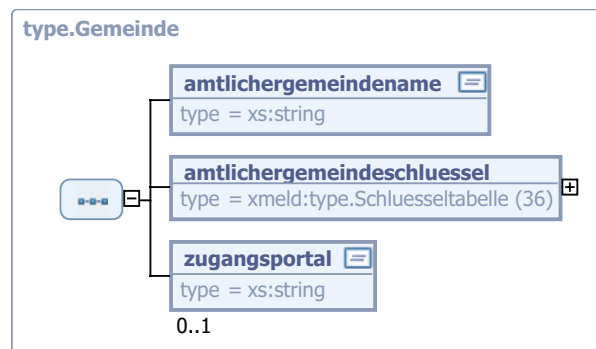 type.Gemeinde
amtlichergemeindename
type = xs:string
amtlichergemeindeschluessel
type = xmeld:type.Schluesseltabelle (36)
zugangsportal
type = xs:string
0..1